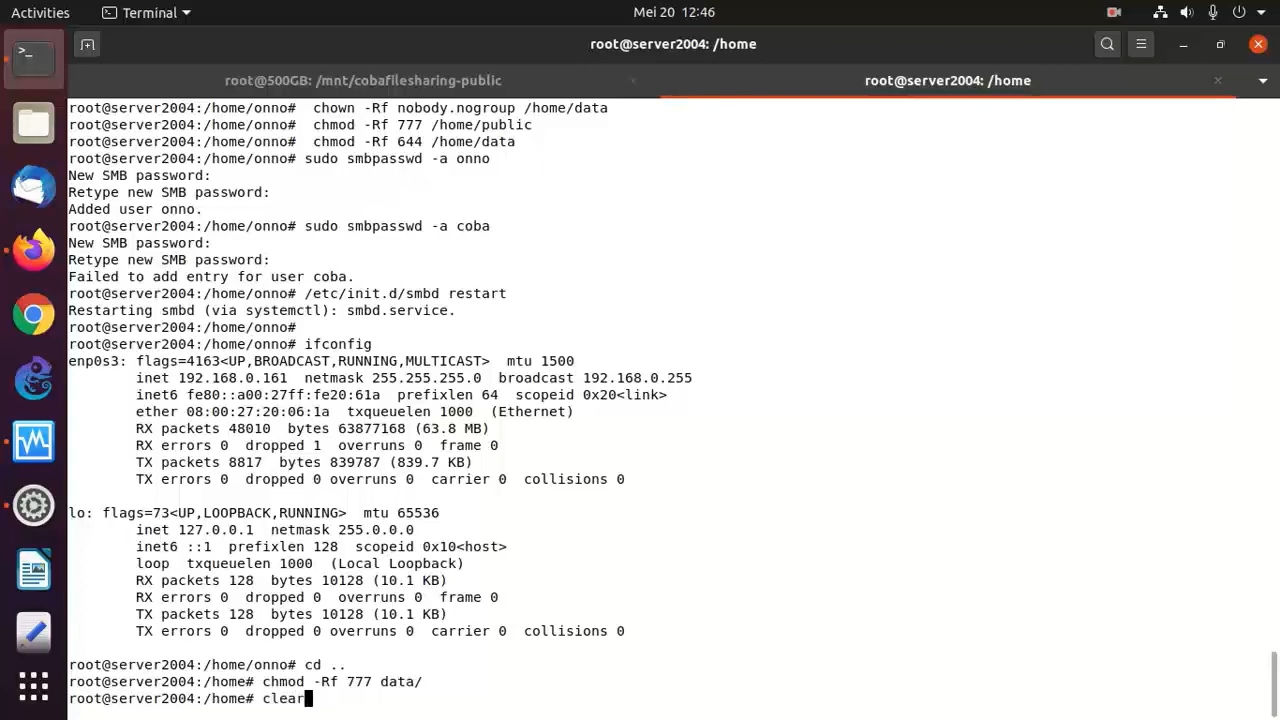 Activities
Terminal
Mei 20 12:46
root@server2004: /home
root@500GB: /mnt/cobafilesharing-public
root@server2004: /home
root@server2004:/home/onno#  chown -Rf nobody.nogroup /home/data
root@server2004:/home/onno#  chmod -Rf 777 /home/public
root@server2004:/home/onno#  chmod -Rf 644 /home/data
root@server2004:/home/onno# sudo smbpasswd -a onno
New SMB password:
Retype new SMB password:
Added user onno.
root@server2004:/home/onno# sudo smbpasswd -a coba
New SMB password:
Retype new SMB password:
Failed to add entry for user coba.
root@server2004:/home/onno# /etc/init.d/smbd restart
Restarting smbd (via systemctl): smbd.service.
root@server2004:/home/onno#
root@server2004:/home/onno# ifconfig
enp0s3: flags=4163<UP,BROADCAST,RUNNING,MULTICAST>  mtu 1500
        inet 192.168.0.161  netmask 255.255.255.0  broadcast 192.168.0.255
        inet6 fe80::a00:27ff:fe20:61a  prefixlen 64  scopeid 0x20<link>
        ether 08:00:27:20:06:1a  txqueuelen 1000  (Ethernet)
        RX packets 48010  bytes 63877168 (63.8 MB)
        RX errors 0  dropped 1  overruns 0  frame 0
        TX packets 8817  bytes 839787 (839.7 KB)
        TX errors 0  dropped 0 overruns 0  carrier 0  collisions 0
lo: flags=73<UP,LOOPBACK,RUNNING>  mtu 65536
        inet 127.0.0.1  netmask 255.0.0.0
        inet6 ::1  prefixlen 128  scopeid 0x10<host>
        loop  txqueuelen 1000  (Local Loopback)
        RX packets 128  bytes 10128 (10.1 KB)
        RX errors 0  dropped 0  overruns 0  frame 0
        TX packets 128  bytes 10128 (10.1 KB)
        TX errors 0  dropped 0 overruns 0  carrier 0  collisions 0
root@server2004:/home/onno# cd ..
root@server2004:/home# chmod -Rf 777 data/
root@server2004:/home# clear